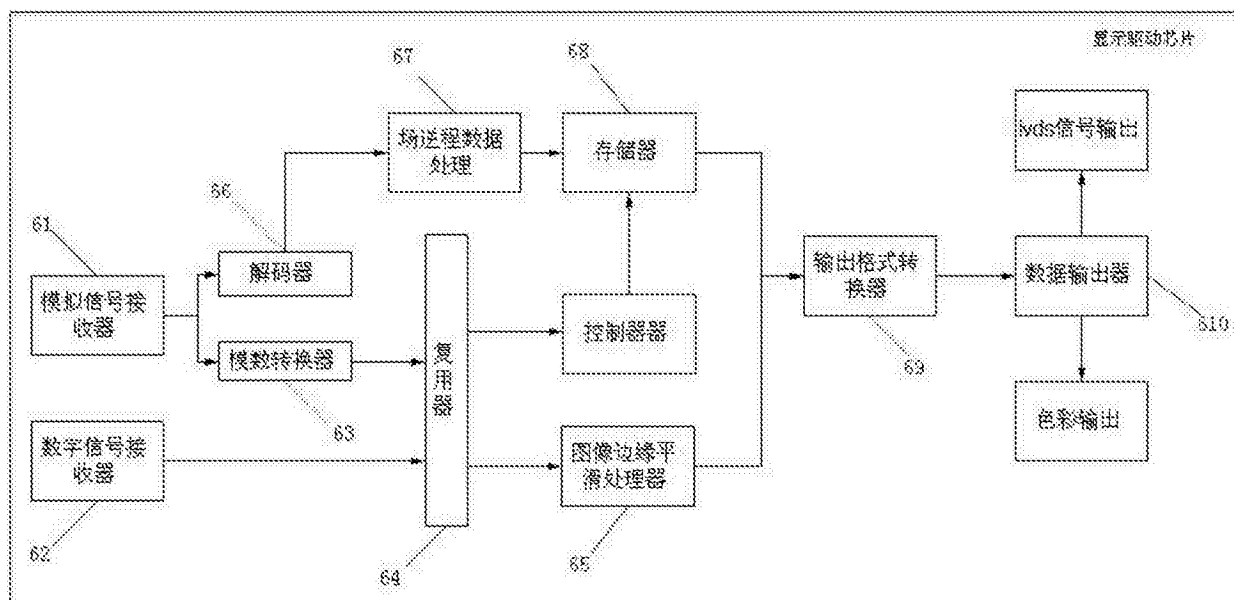 显示驱动芯片
67
68
场逆程数据
处理
存储器
lvds信号输出
66
61
解码器
模拟信号接
收器
模数转换器
63
复
用
器
控制器器
输出格式转
换器
69
数据输出器
610
数字信号接
收器
62
64
图像边缘平
滑处理器
65
色彩输出